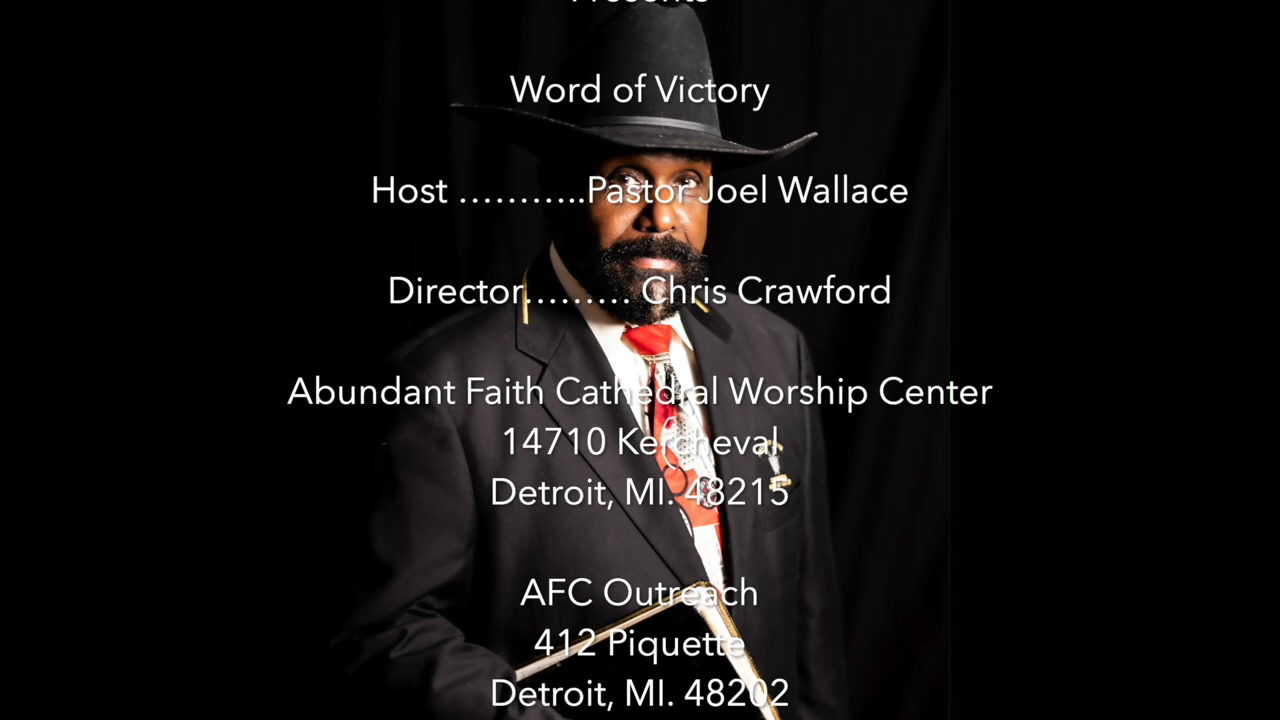 Presents
Word of Victory
Host ………..Pastor Joel Wallace
Director……… Chris Crawford
Abundant Faith Cathedral Worship Center
14710 Kercheval
Detroit, MI. 48215
AFC Outreach
412 Piquette
Detroit, MI. 48202